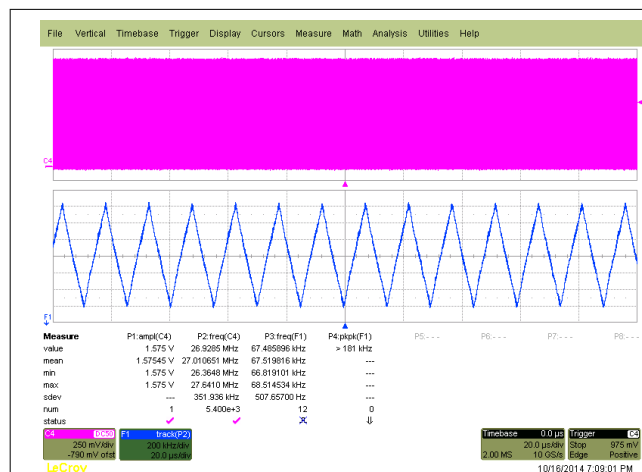 File Vertical Timebase Trigger Display Cursors Measure Math Analysis Utilities Help
C4
F1
Measure P1:ampl(C4) P2:freq(C4) P3:freq(F1) P4:pkpk(F1) P5:--- P6:--- P7:--- P8:---
value 1.575 V 26.9285 MHz 67.485896 kHz > 181 kHz
mean 1.57545 V 27.010651 MHz 67.519816 kHz ---
min 1.575 V 26.3648 MHz 66.819101 kHz ---
max 1.575 V 27.6410 MHz 68.514534 kHz ---
sdev --- 351.936 kHz 507.65700 Hz ---
num 1 5.400e+3 12 0
status
C4 DC50
250 mV/div
-790 mV ofst
F1 track(P2)
200 kHz/div
20.0 µs/div
Timebase 0.0 µs
20.0 µs/div
2.00 MS 10 GS/s
Trigger C4
Stop 975 mV
Edge Positive
LeCroy
10/16/2014 7:09:01 PM